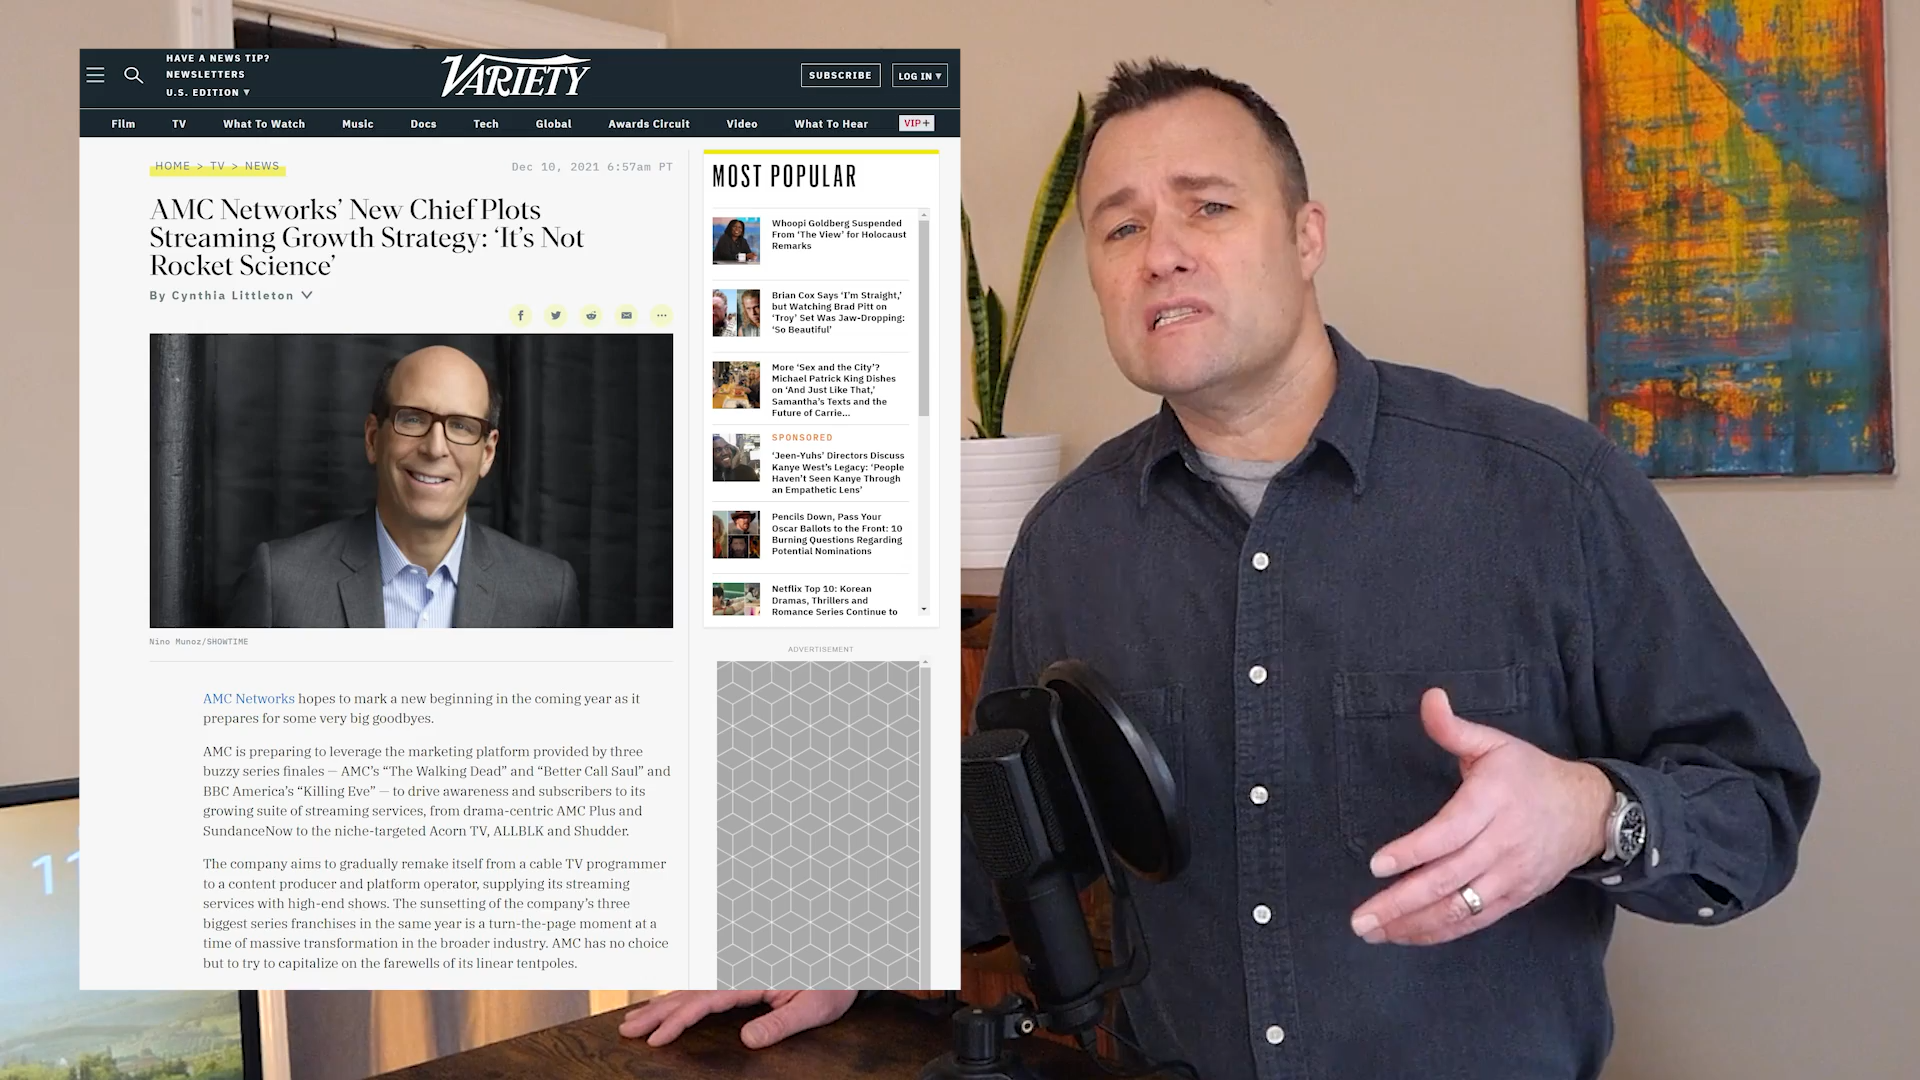 HAVE A NEWS TIP?
NEWSLETTERS
U.S. EDITION ▾
VARIETY
SUBSCRIBE
LOG IN ▾
Film TV What To Watch Music Docs Tech Global Awards Circuit Video What To Hear VIP+
HOME > TV > NEWS
Dec 10, 2021 6:57am PT
AMC Networks’ New Chief Plots
Streaming Growth Strategy: ‘It’s Not
Rocket Science’
By Cynthia Littleton
Nino Munoz/SHOWTIME
AMC Networks hopes to mark a new beginning in the coming year as it
prepares for some very big goodbyes.
AMC is preparing to leverage the marketing platform provided by three
buzzy series finales — AMC’s “The Walking Dead” and “Better Call Saul” and
BBC America’s “Killing Eve” — to drive awareness and subscribers to its
growing suite of streaming services, from drama-centric AMC Plus and
SundanceNow to the niche-targeted Acorn TV, ALLBLK and Shudder.
The company aims to gradually remake itself from a cable TV programmer
to a content producer and platform operator, supplying its streaming
services with high-end shows. The sunsetting of the company’s three
biggest series franchises in the same year is a turn-the-page moment at a
time of massive transformation in the broader industry. AMC has no choice
but to try to capitalize on the farewells of its linear tentpoles.
MOST POPULAR
Whoopi Goldberg Suspended
From ‘The View’ for Holocaust
Remarks
Brian Cox Says ‘I’m Straight,’
but Watching Brad Pitt on
‘Troy’ Set Was Jaw-Dropping:
‘So Beautiful’
More ‘Sex and the City’?
Michael Patrick King Dishes
on ‘And Just Like That,’
Samantha’s Texts and the
Future of Carrie...
SPONSORED
‘Jeen-Yuhs’ Directors Discuss
Kanye West’s Legacy: ‘People
Haven’t Seen Kanye Through
an Empathetic Lens’
Pencils Down, Pass Your
Oscar Ballots to the Front: 10
Burning Questions Regarding
Potential Nominations
Netflix Top 10: Korean
Dramas, Thrillers and
Romance Series Continue to
ADVERTISEMENT
11